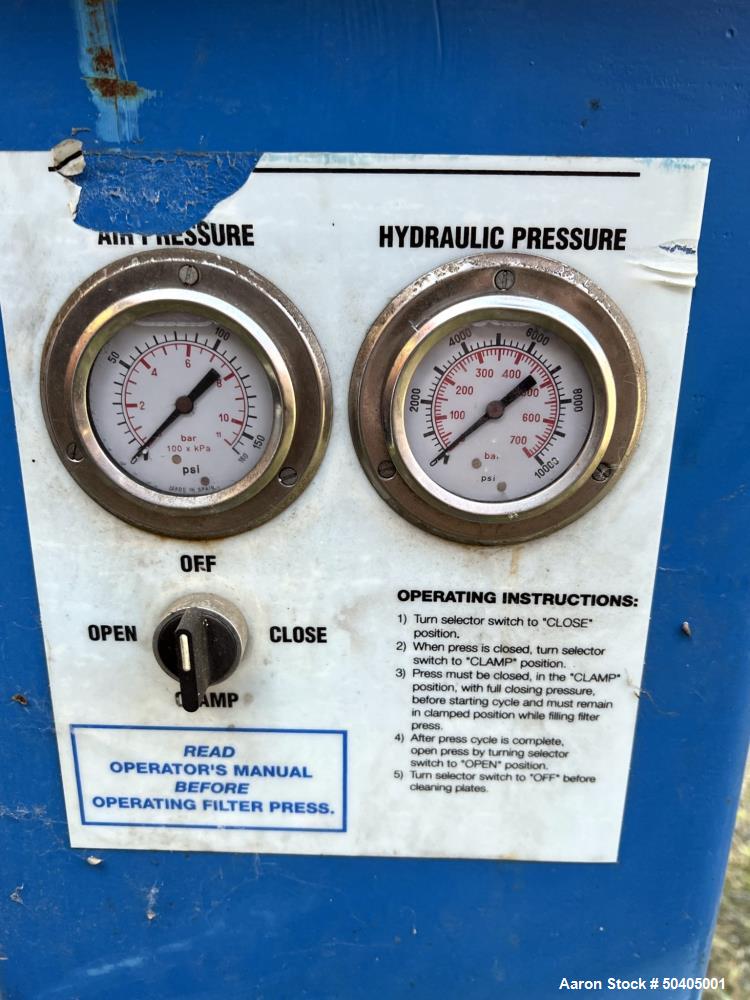 AIR PRESSURE
HYDRAULIC PRESSURE
50
100
150
160
2
4
6
8
10
11
bar
100 x kPa
psi
MADE IN SPAIN
0
2000
4000
6000
8000
10000
100
200
300
400
600
700
bar
psi
0
OFF
OPEN
CLOSE
CLAMP
READ
OPERATOR'S MANUAL
BEFORE
OPERATING FILTER PRESS.
OPERATING INSTRUCTIONS:
1) Turn selector switch to "CLOSE"
position.
2) When press is closed, turn selector
switch to "CLAMP" position.
3) Press must be closed, in the "CLAMP"
position, with full closing pressure,
before starting cycle and must remain
in clamped position while filling filter
press.
4) After press cycle is complete,
open press by turning selector
switch to "OPEN" position.
5) Turn selector switch to "OFF" before
cleaning plates.
Aaron Stock # 50405001